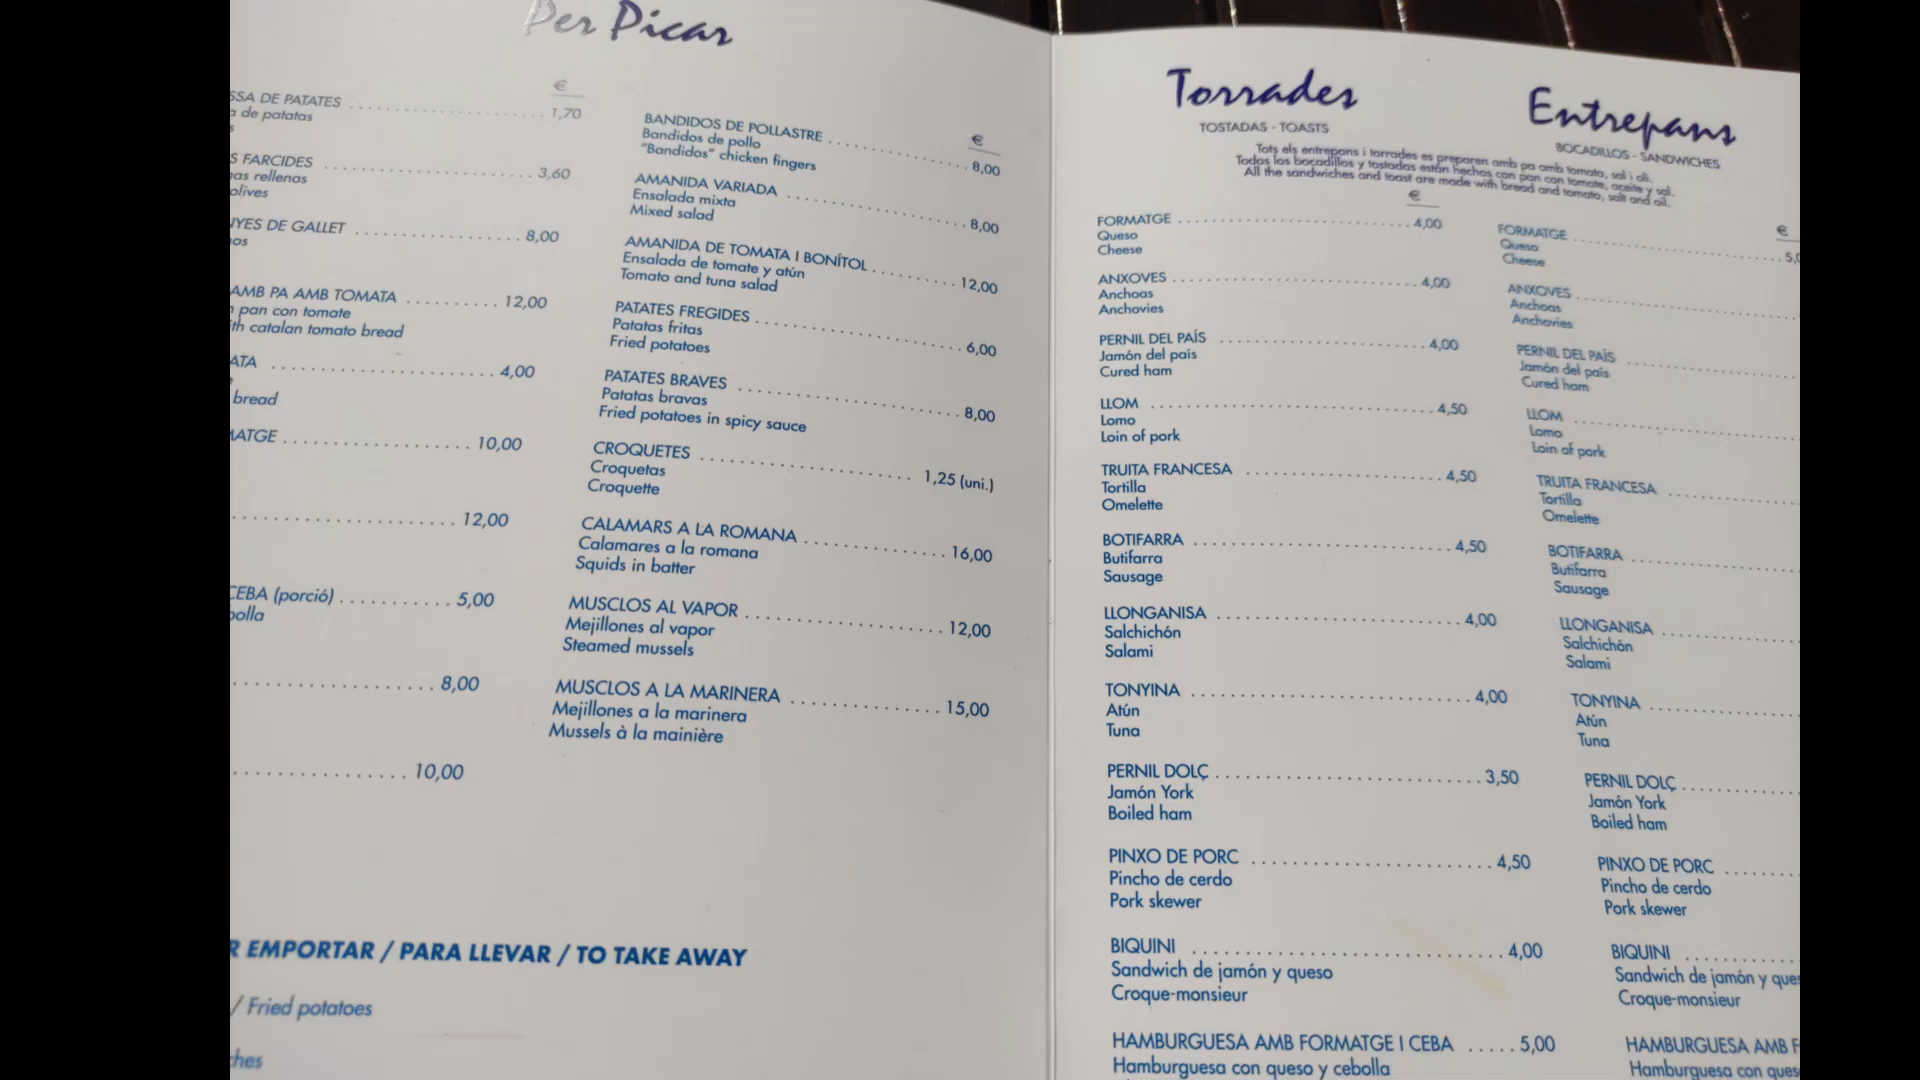 Per Picar
€
DE PATATES 1,70
de patatas
FARCIDES 3,60
rellenas
olives
DE GALLET 8,00
AMB PA AMB TOMATA 12,00
pan con tomate
catalan tomato bread
4,00
bread
10,00
12,00
CEBA (porció) 5,00
8,00
10,00
€
BANDIDOS DE POLLASTRE 8,00
Bandidos de pollo
"Bandidos" chicken fingers
AMANIDA VARIADA 8,00
Ensalada mixta
Mixed salad
AMANIDA DE TOMATA I BONÍTOL 12,00
Ensalada de tomate y atún
Tomato and tuna salad
PATATES FREGIDES 6,00
Patatas fritas
Fried potatoes
PATATES BRAVES 8,00
Patatas bravas
Fried potatoes in spicy sauce
CROQUETES 1,25 (uni.)
Croquetas
Croquette
CALAMARS A LA ROMANA 16,00
Calamares a la romana
Squids in batter
MUSCLOS AL VAPOR 12,00
Mejillones al vapor
Steamed mussels
MUSCLOS A LA MARINERA 15,00
Mejillones a la marinera
Mussels à la mainière
EMPORTAR / PARA LLEVAR / TO TAKE AWAY
/ Fried potatoes
Torrades
TOSTADAS - TOASTS
Entrepans
BOCADILLOS - SANDWICHES
Tots els entrepans i torrades es preparen amb pa amb tomata, sal i oli.
Todos los bocadillos y tostadas están hechos con pan con tomate, aceite y sal.
All the sandwiches and toast are made with bread and tomato, salt and oil.
€
FORMATGE 4,00
Queso
Cheese
ANXOVES 4,00
Anchoas
Anchovies
PERNIL DEL PAÍS 4,00
Jamón del país
Cured ham
LLOM 4,50
Lomo
Loin of pork
TRUITA FRANCESA 4,50
Tortilla
Omelette
BOTIFARRA 4,50
Butifarra
Sausage
LLONGANISA 4,00
Salchichón
Salami
TONYINA 4,00
Atún
Tuna
PERNIL DOLÇ 3,50
Jamón York
Boiled ham
PINXO DE PORC 4,50
Pincho de cerdo
Pork skewer
BIQUINI 4,00
Sandwich de jamón y queso
Croque-monsieur
HAMBURGUESA AMB FORMATGE I CEBA 5,00
Hamburguesa con queso y cebolla
€
FORMATGE
Queso
Cheese
ANXOVES
Anchoas
Anchovies
PERNIL DEL PAÍS
Jamón del país
Cured ham
LLOM
Lomo
Loin of pork
TRUITA FRANCESA
Tortilla
Omelette
BOTIFARRA
Butifarra
Sausage
LLONGANISA
Salchichón
Salami
TONYINA
Atún
Tuna
PERNIL DOLÇ
Jamón York
Boiled ham
PINXO DE PORC
Pincho de cerdo
Pork skewer
BIQUINI
Sandwich de jamón y
Croque-monsieur
HAMBURGUESA AMB
Hamburguesa con